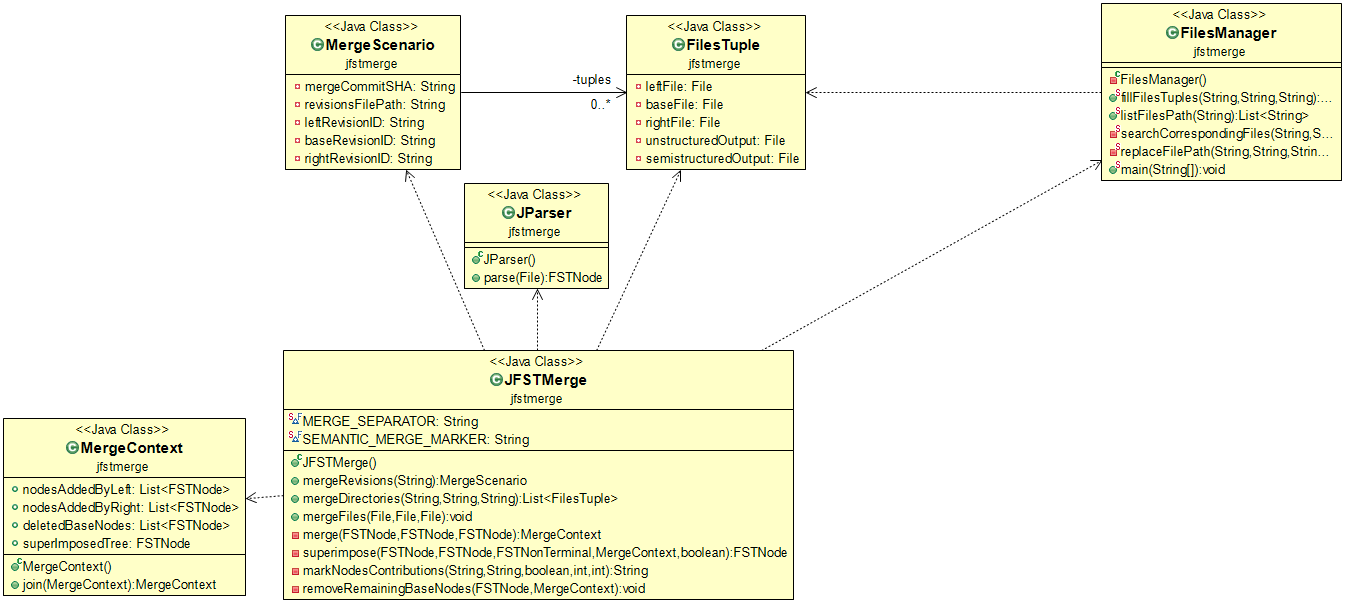 <<Java Class>>
MergeScenario
jfstmerge
mergeCommitSHA: String
revisionsFilePath: String
leftRevisionID: String
baseRevisionID: String
rightRevisionID: String
-tuples
0..*
<<Java Class>>
FilesTuple
jfstmerge
leftFile: File
baseFile: File
rightFile: File
unstructuredOutput: File
semistructuredOutput: File
<<Java Class>>
FilesManager
jfstmerge
FilesManager()
fillFilesTuples(String,String,String):...
listFilesPath(String):List<String>
searchCorrespondingFiles(String,S...
replaceFilePath(String,String,Strin...
main(String[]):void
<<Java Class>>
JParser
jfstmerge
JParser()
parse(File):FSTNode
<<Java Class>>
JFSTMerge
jfstmerge
MERGE_SEPARATOR: String
SEMANTIC_MERGE_MARKER: String
JFSTMerge()
mergeRevisions(String):MergeScenario
mergeDirectories(String,String,String):List<FilesTuple>
mergeFiles(File,File,File):void
merge(FSTNode,FSTNode,FSTNode):MergeContext
superimpose(FSTNode,FSTNode,FSTNonTerminal,MergeContext,boolean):FSTNode
markNodesContributions(String,String,boolean,int,int):String
removeRemainingBaseNodes(FSTNode,MergeContext):void
<<Java Class>>
MergeContext
jfstmerge
nodesAddedByLeft: List<FSTNode>
nodesAddedByRight: List<FSTNode>
deletedBaseNodes: List<FSTNode>
superImposedTree: FSTNode
MergeContext()
join(MergeContext):MergeContext